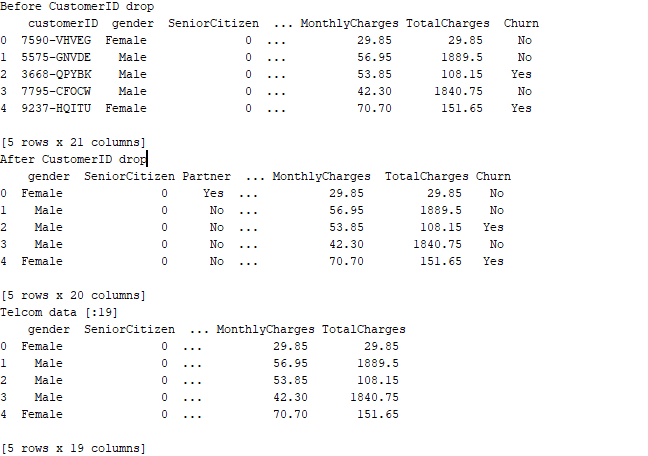 Before CustomerID drop
customerID gender SeniorCitizen ... MonthlyCharges TotalCharges Churn
0 7590-VHVEG Female 0 ... 29.85 29.85 No
1 5575-GNVDE Male 0 ... 56.95 1889.5 No
2 3668-QPYBK Male 0 ... 53.85 108.15 Yes
3 7795-CFOCW Male 0 ... 42.30 1840.75 No
4 9237-HQITU Female 0 ... 70.70 151.65 Yes
[5 rows x 21 columns]
After CustomerID drop
gender SeniorCitizen Partner ... MonthlyCharges TotalCharges Churn
0 Female 0 Yes ... 29.85 29.85 No
1 Male 0 No ... 56.95 1889.5 No
2 Male 0 No ... 53.85 108.15 Yes
3 Male 0 No ... 42.30 1840.75 No
4 Female 0 No ... 70.70 151.65 Yes
[5 rows x 20 columns]
Telcom data [:19]
gender SeniorCitizen ... MonthlyCharges TotalCharges
0 Female 0 ... 29.85 29.85
1 Male 0 ... 56.95 1889.5
2 Male 0 ... 53.85 108.15
3 Male 0 ... 42.30 1840.75
4 Female 0 ... 70.70 151.65
[5 rows x 19 columns]